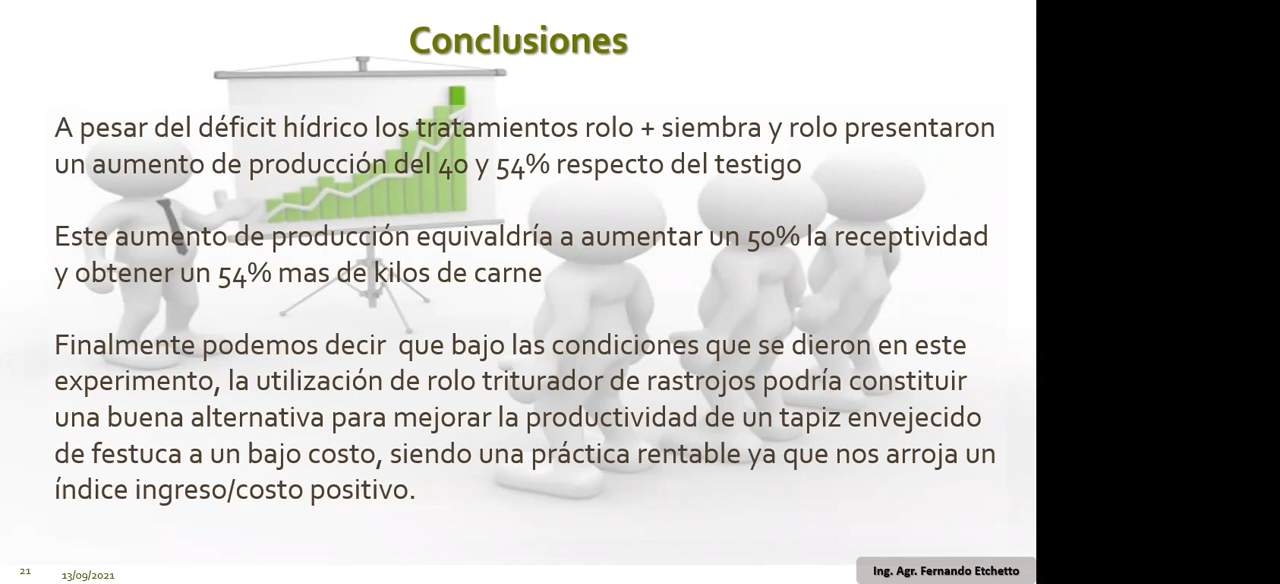 Conclusiones
A pesar del déficit hídrico los tratamientos rolo + siembra y rolo presentaron
un aumento de producción del 40 y 54% respecto del testigo
Este aumento de producción equivaldría a aumentar un 50% la receptividad
y obtener un 54% mas de kilos de carne
Finalmente podemos decir  que bajo las condiciones que se dieron en este
experimento, la utilización de rolo triturador de rastrojos podría constituir
una buena alternativa para mejorar la productividad de un tapiz envejecido
de festuca a un bajo costo, siendo una práctica rentable ya que nos arroja un
índice ingreso/costo positivo.
21
13/09/2021
Ing. Agr. Fernando Etchetto